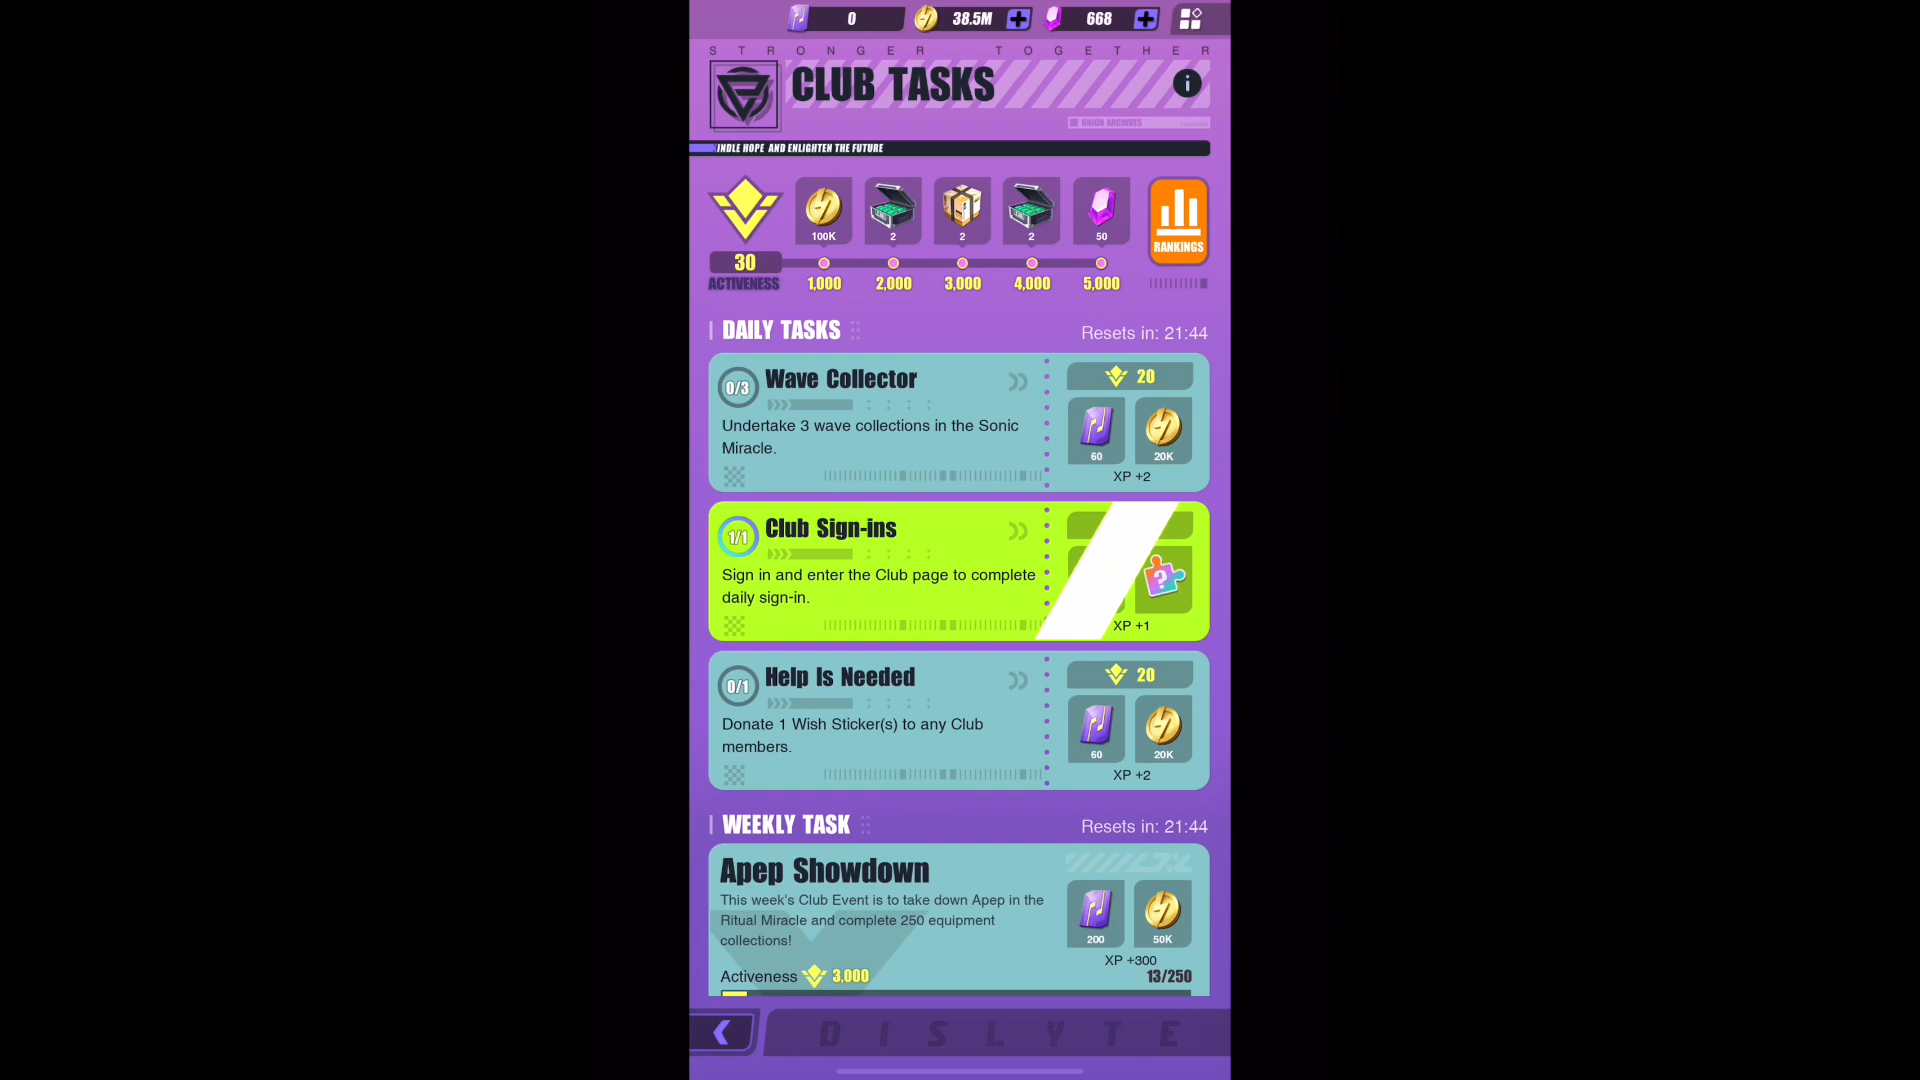 0 38.5M 668
STRONGER TOGETHER
CLUB TASKS
i
UNION ARCHIVES
INDLE HOPE AND ENLIGHTEN THE FUTURE
100K 2 2 2 50
RANKINGS
30
ACTIVENESS 1,000 2,000 3,000 4,000 5,000
DAILY TASKS Resets in: 21:44
0/3 Wave Collector 20
Undertake 3 wave collections in the Sonic
Miracle.
60 20K
XP +2
1/1 Club Sign-ins
Sign in and enter the Club page to complete
daily sign-in.
?
XP +1
0/1 Help Is Needed 20
Donate 1 Wish Sticker(s) to any Club
members.
60 20K
XP +2
WEEKLY TASK Resets in: 21:44
Apep Showdown
This week's Club Event is to take down Apep in the
Ritual Miracle and complete 250 equipment
collections!
200 50K
XP +300
Activeness 3,000 13/250
DISLYTE